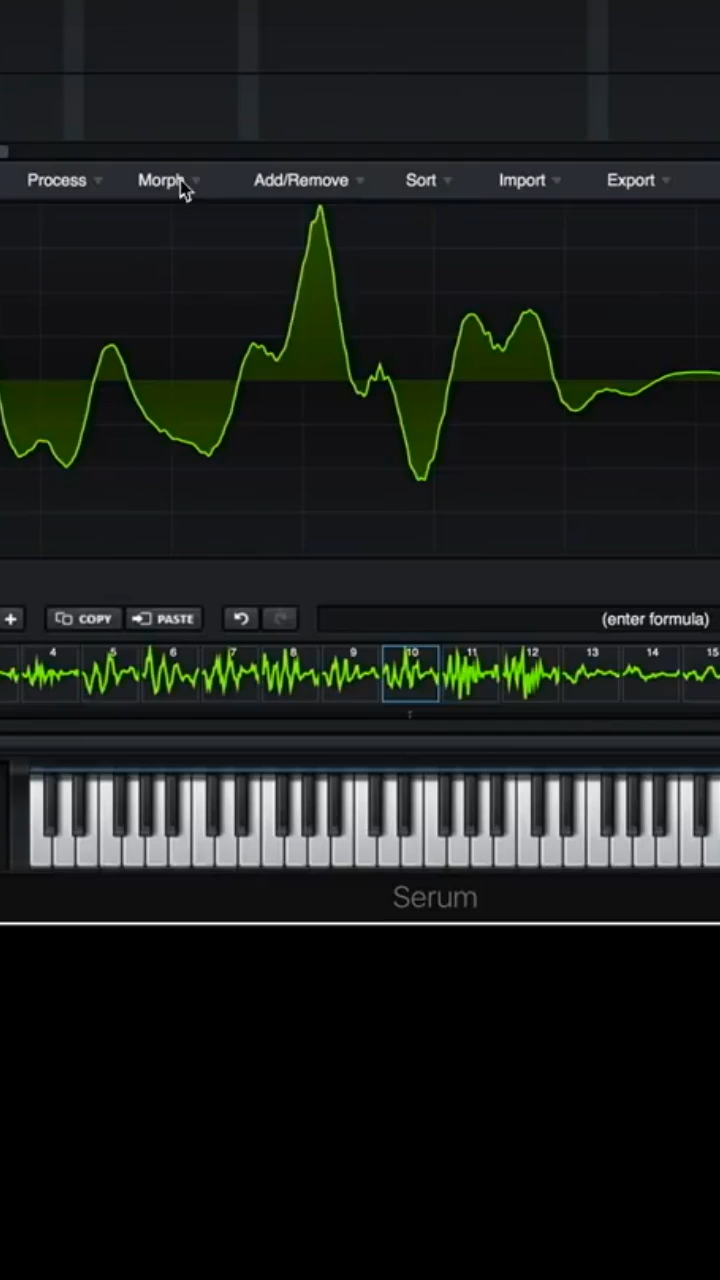 Process Morph Add/Remove Sort Import Export
+ COPY PASTE (enter formula)
4 5 6 7 8 9 10 11 12 13 14 15
Serum